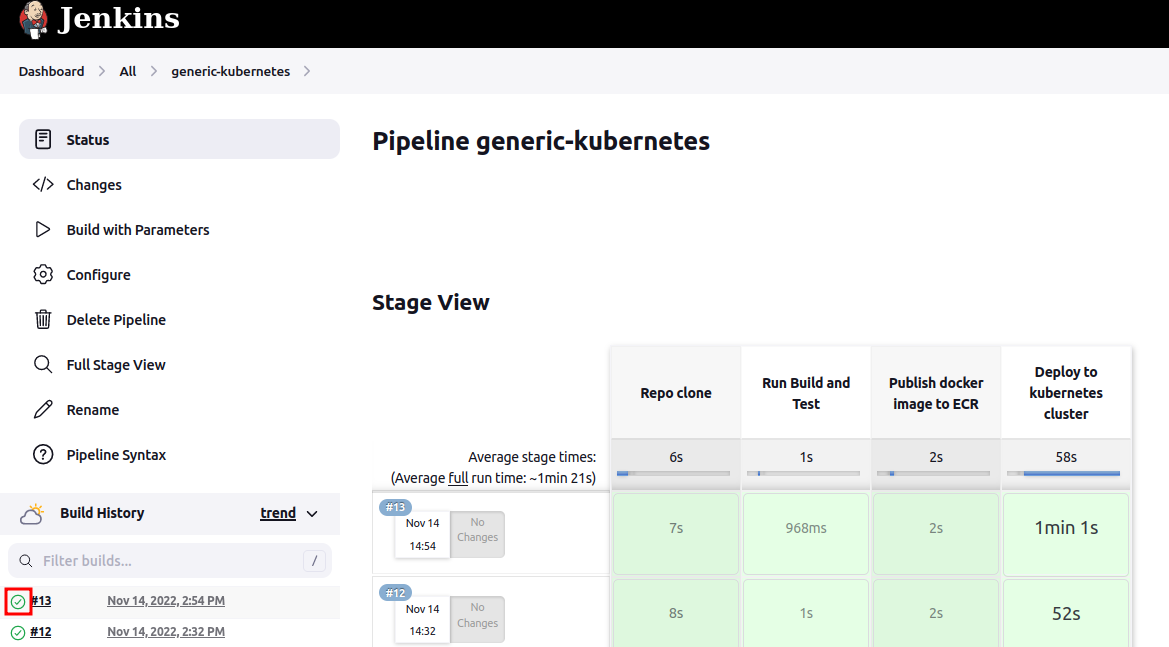 Jenkins
Dashboard
All
generic-kubernetes
Status
Changes
Build with Parameters
Configure
Delete Pipeline
Full Stage View
Rename
Pipeline Syntax
Build History
trend
Filter builds...
/
#13
Nov 14, 2022, 2:54 PM
#12
Nov 14, 2022, 2:32 PM
Pipeline generic-kubernetes
Stage View
Repo clone
Run Build and
Test
Publish docker
image to ECR
Deploy to
kubernetes
cluster
Average stage times:
(Average full run time: ~1min 21s)
6s
1s
2s
58s
#13
Nov 14
14:54
No
Changes
7s
968ms
2s
1min 1s
#12
Nov 14
14:32
No
Changes
8s
1s
2s
52s